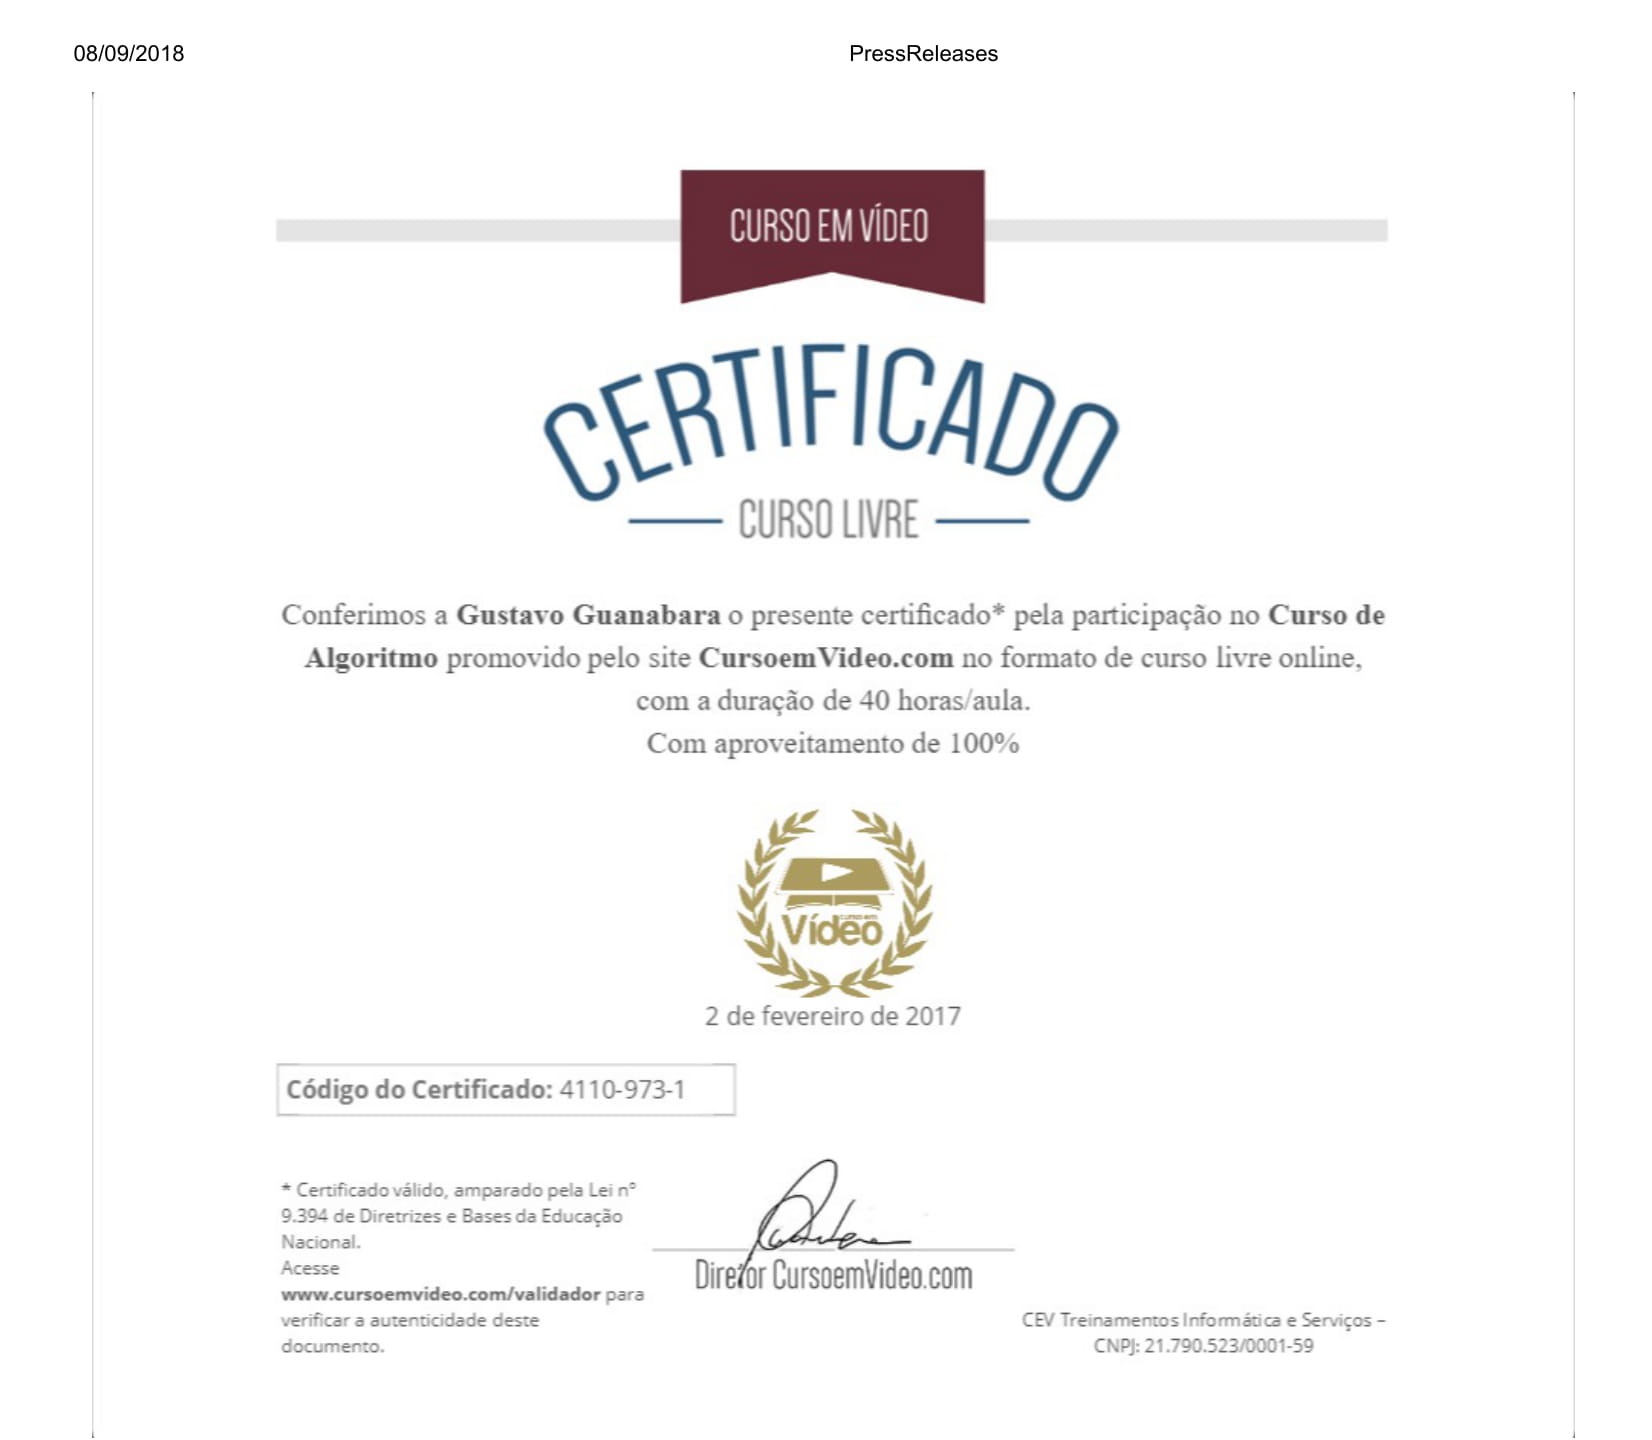 08/09/2018 PressReleases
CURSO EM VÍDEO
CERTIFICADO
CURSO LIVRE
Conferimos a Gustavo Guanabara o presente certificado* pela participação no Curso de
Algoritmo promovido pelo site CursoemVideo.com no formato de curso livre online,
com a duração de 40 horas/aula.
Com aproveitamento de 100%
curso em
Vídeo
2 de fevereiro de 2017
Código do Certificado: 4110-973-1
* Certificado válido, amparado pela Lei nº
9.394 de Diretrizes e Bases da Educação
Nacional.
Acesse
www.cursoemvideo.com/validador para
verificar a autenticidade deste
documento.
Diretor CursoemVideo.com
CEV Treinamentos Informática e Serviços –
CNPJ: 21.790.523/0001-59